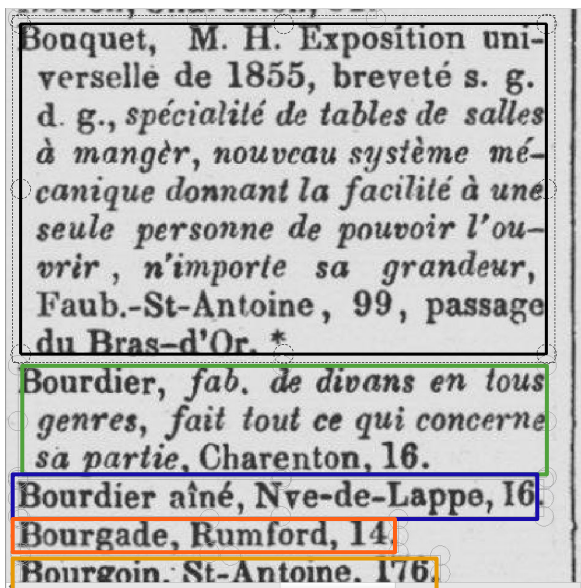 Bouquet, M. H. Exposition uni-
verselle de 1855, breveté s. g.
d. g., spécialité de tables de salles
à mangèr, nouveau système mé-
canique donnant la facilité à une
seule personne de pouvoir l'ou-
vrir, n'importe sa grandeur,
Faub.-St-Antoine, 99, passage
du Bras-d'Or. *
Bourdier, fab. de divans en tous
genres, fait tout ce qui concerne
sa partie, Charenton, 16.
Bourdier aîné, Nve-de-Lappe, 16.
Bourgade, Rumford, 14.
Bourgoin, St-Antoine, 176.